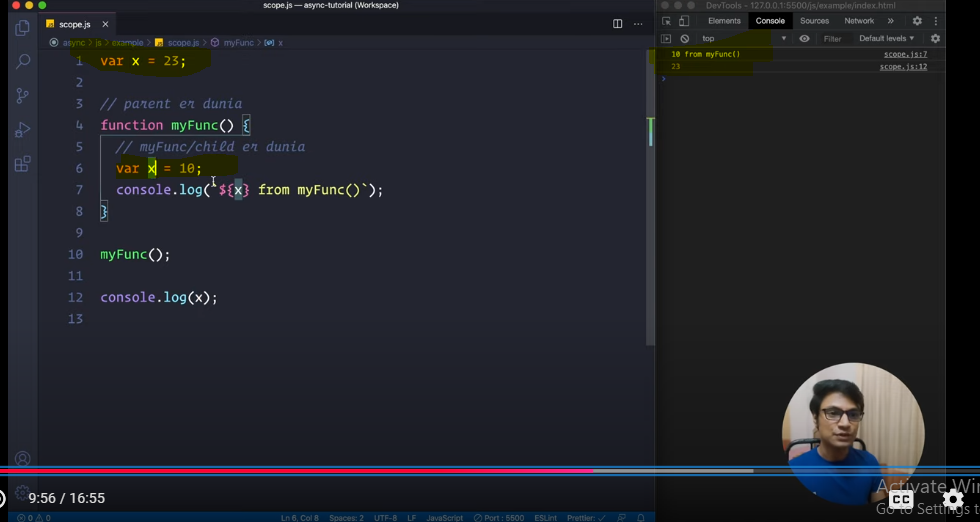 scope.js — async-tutorial (Workspace)
DevTools - 127.0.0.1:5500/js/example/index.html
scope.js ×
Elements Console Sources Network »
async > js > example > scope.js > myFunc > x
top Filter Default levels
10 from myFunc() scope.js:7
23 scope.js:12
1 var x = 23;
2
3 // parent er dunia
4 function myFunc() {
5 // myFunc/child er dunia
6 var x = 10;
7 console.log(`${x} from myFunc()`);
8 }
9
10 myFunc();
11
12 console.log(x);
13
9:56 / 16:55
CC
Activate Win
Go to Settings t
0 0 Ln 6, Col 8 Spaces: 2 UTF-8 LF JavaScript Port : 5500 ESLint Prettier: ✓